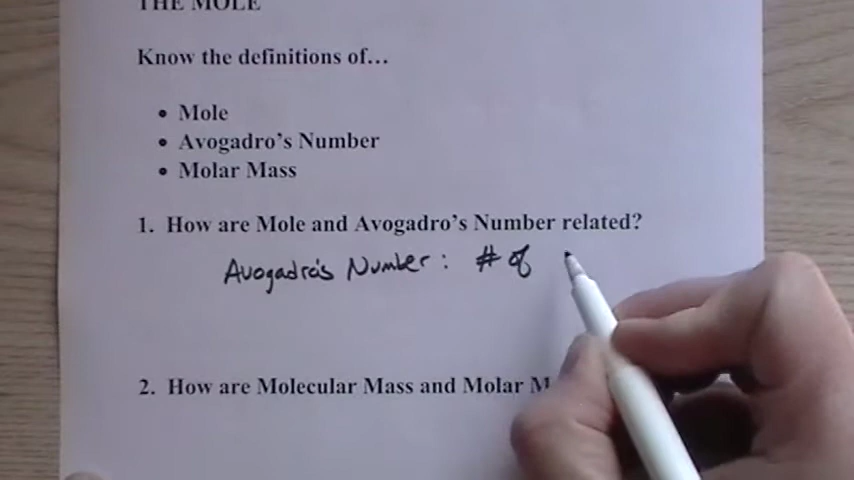 THE MOLE
Know the definitions of...
• Mole
• Avogadro's Number
• Molar Mass
1. How are Mole and Avogadro's Number related?
Avogadro's Number: # of
2. How are Molecular Mass and Molar M